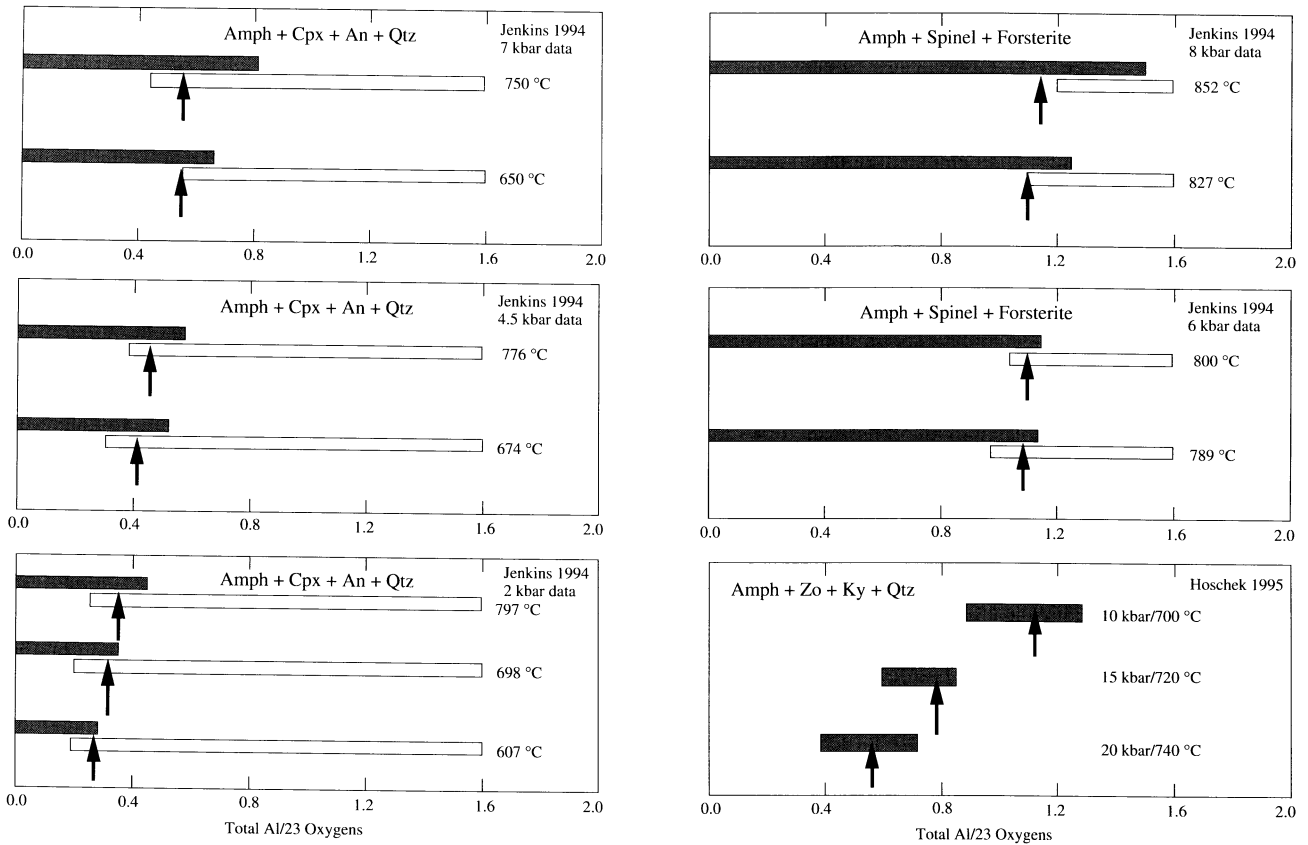 Amph + Cpx + An + Qtz
Jenkins 1994
7 kbar data
750 °C
650 °C
0.0 0.4 0.8 1.2 1.6 2.0
Amph + Cpx + An + Qtz
Jenkins 1994
4.5 kbar data
776 °C
674 °C
0.0 0.4 0.8 1.2 1.6 2.0
Amph + Cpx + An + Qtz
Jenkins 1994
2 kbar data
797 °C
698 °C
607 °C
0.0 0.4 0.8 1.2 1.6 2.0
Total Al/23 Oxygens
Amph + Spinel + Forsterite
Jenkins 1994
8 kbar data
852 °C
827 °C
0.0 0.4 0.8 1.2 1.6 2.0
Amph + Spinel + Forsterite
Jenkins 1994
6 kbar data
800 °C
789 °C
0.0 0.4 0.8 1.2 1.6 2.0
Amph + Zo + Ky + Qtz
Hoschek 1995
10 kbar/700 °C
15 kbar/720 °C
20 kbar/740 °C
0.0 0.4 0.8 1.2 1.6 2.0
Total Al/23 Oxygens